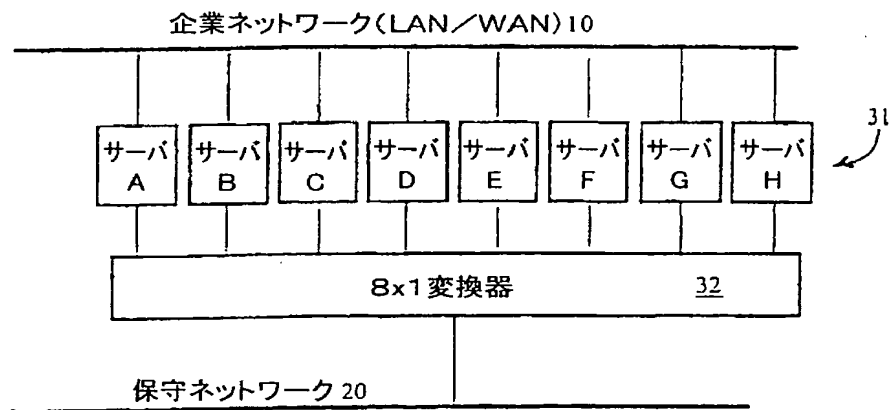 企業ネットワーク(LAN/WAN)10
31
サーバ サーバ サーバ サーバ サーバ サーバ サーバ サーバ
A B C D E F G H
8x1変換器 32
保守ネットワーク20